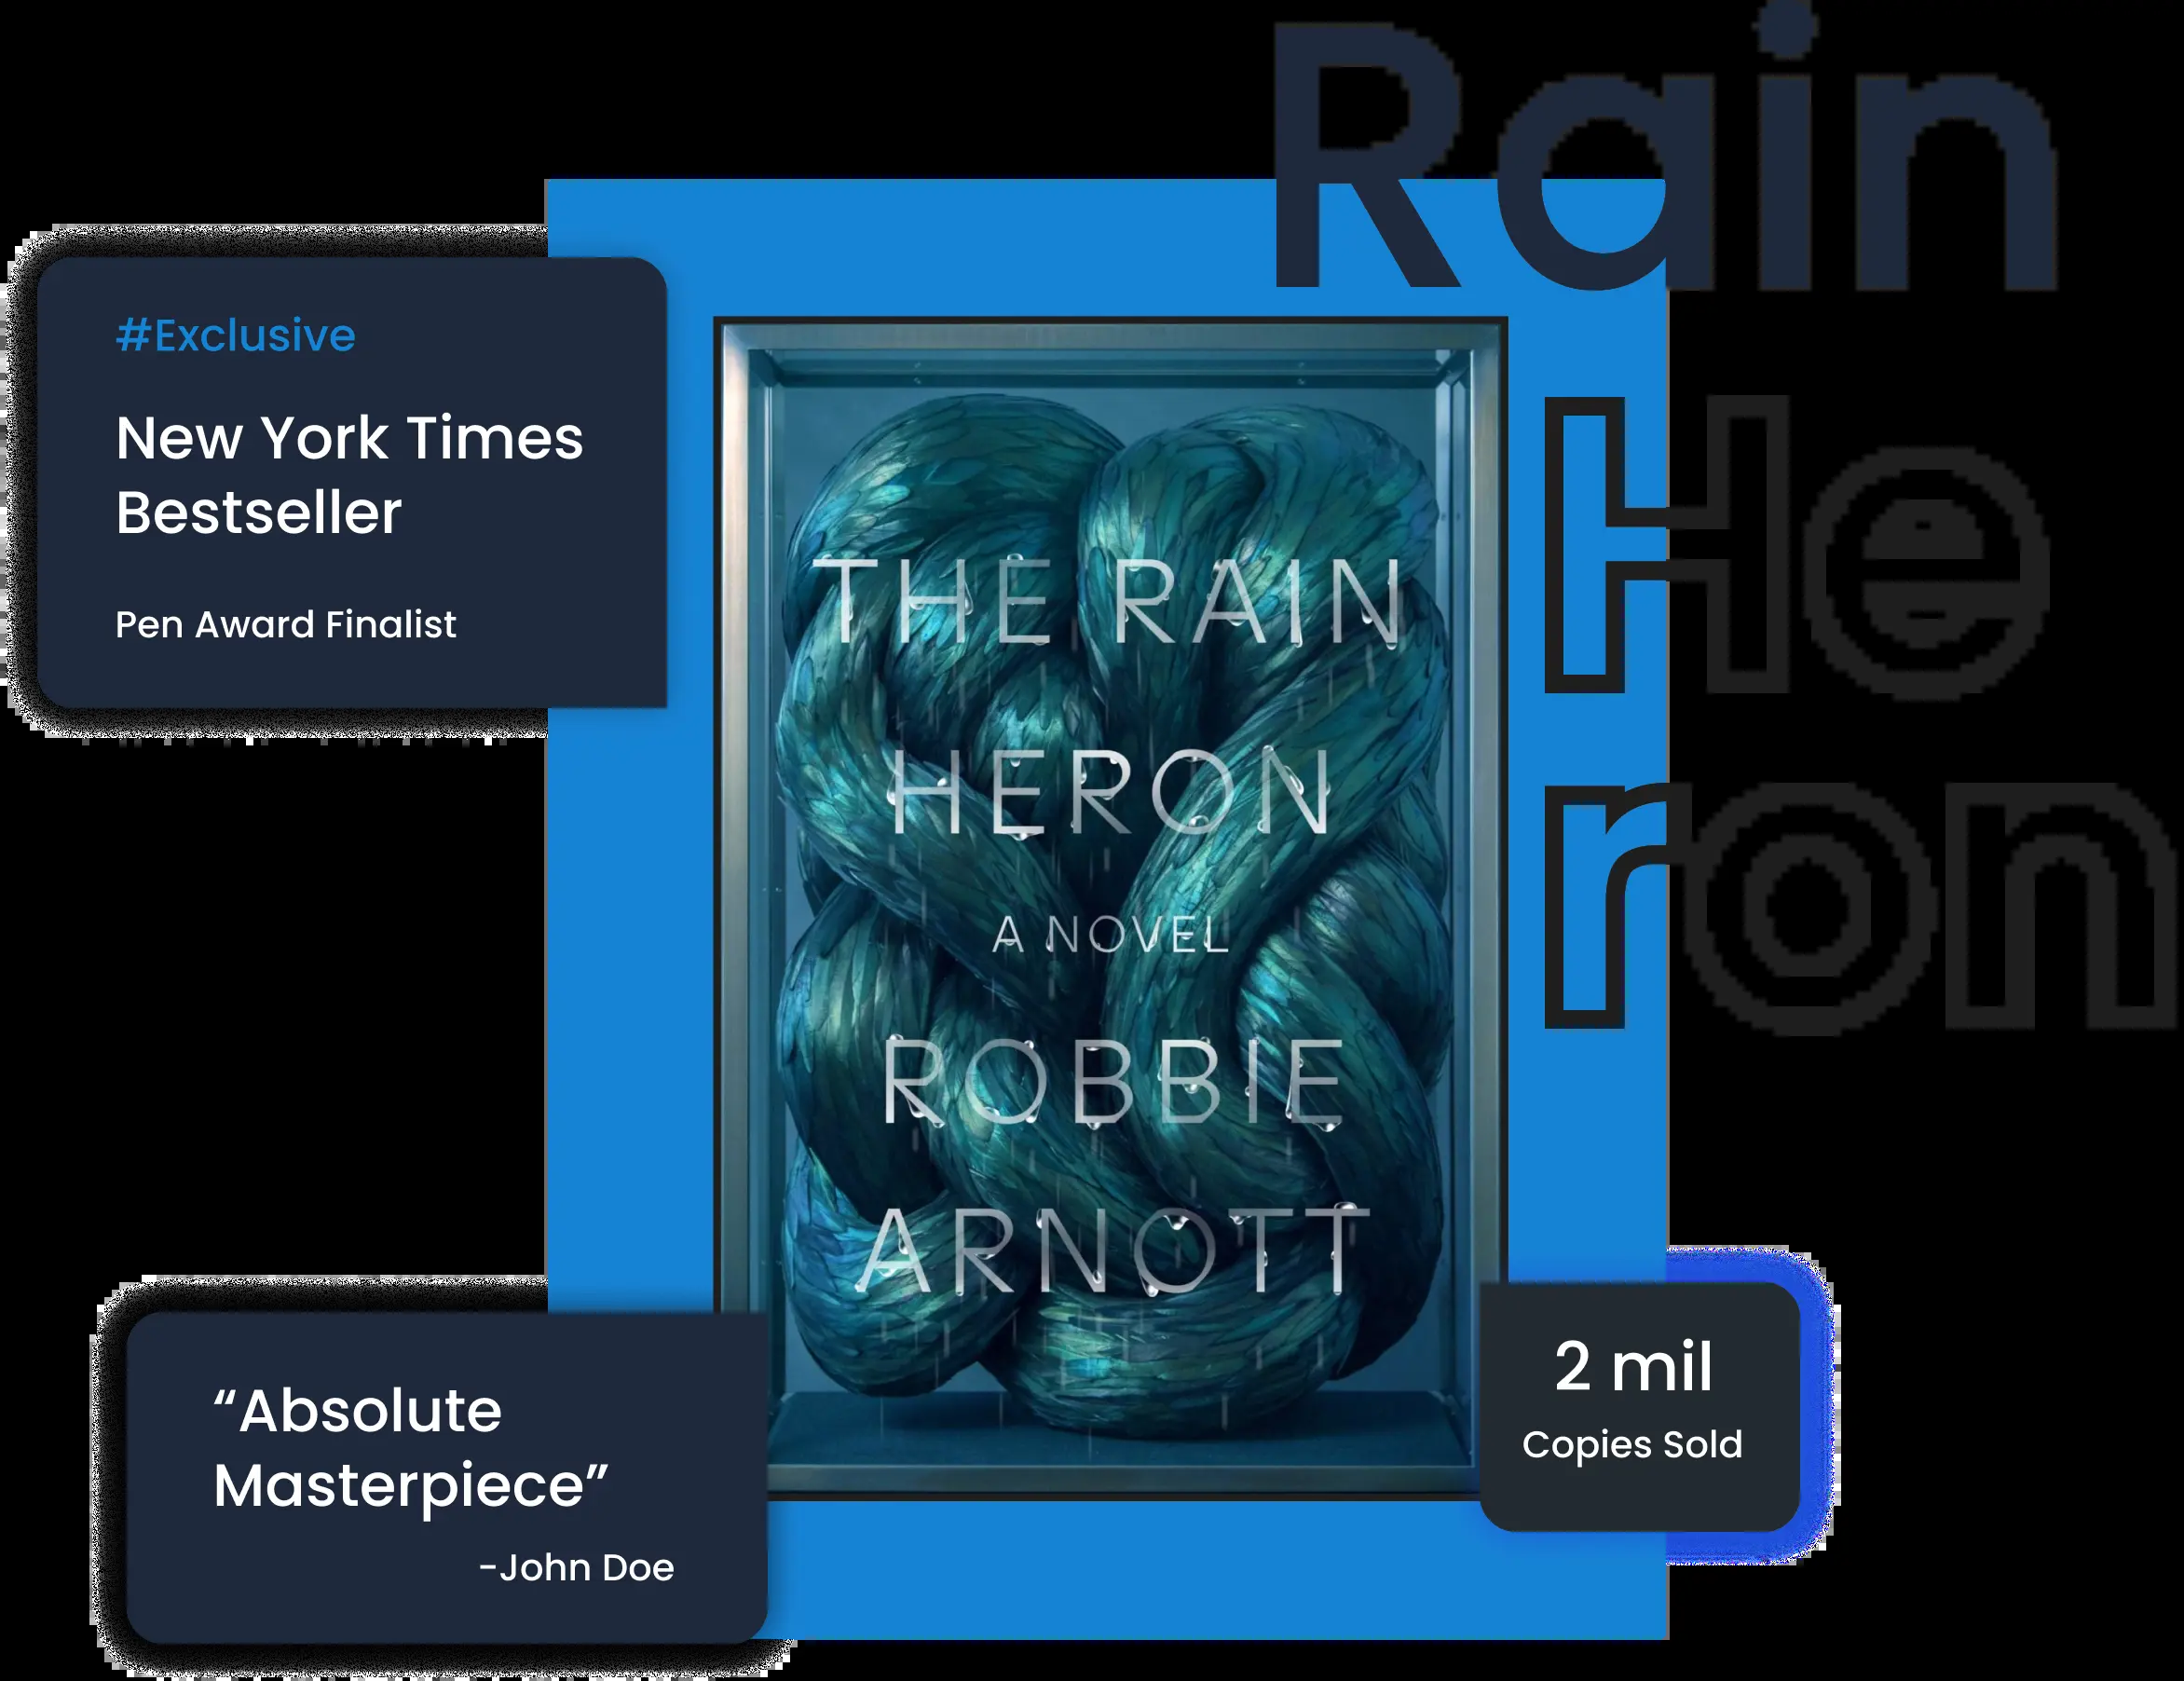 Rain
He
ron
#Exclusive
New York Times
Bestseller
Pen Award Finalist
THE RAIN
HERON
A NOVEL
ROBBIE
ARNOTT
“Absolute
Masterpiece”
-John Doe
2 mil
Copies Sold